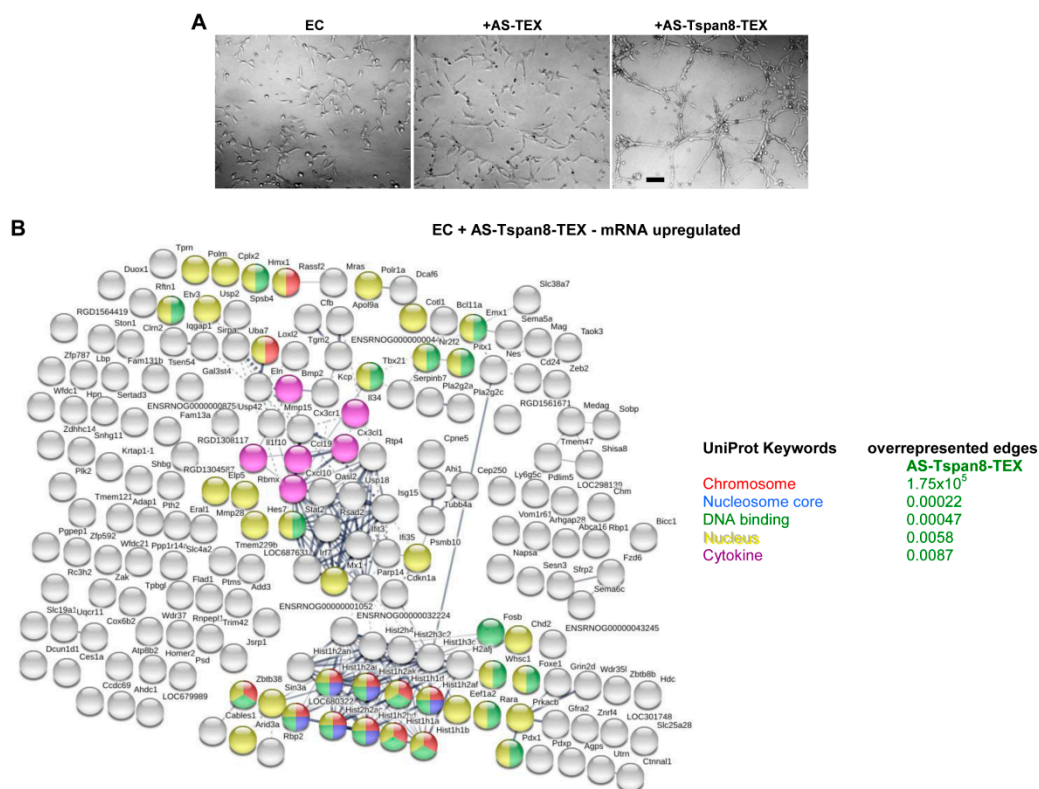 A
EC
+AS-TEX
+AS-Tspan8-TEX
B
EC + AS-Tspan8-TEX - mRNA upregulated
Tprn
Polm
Cplx2
Hmx1
Rassf2
Mras
Polr1a
Dcaf6
Duox1
Rftn1
Etv3
Usp2
Spsb4
Cfb
Apol9a
Cotl1
Bcl11a
Emx1
Slc38a7
Sema5a
Mag
Taok3
RGD1564419
Ston1
Clrn2
Iqgap1
Sirpa
Uba7
Loxl2
Tgm2
Nr2f2
Pitx1
Nes
Cd24
Zeb2
Zfp787
Lbp
Fam131b
Tsen54
Gal3st4
Eln
Bmp2
Kcp
Tbx21
Serpinb7
Pla2g2a
Pla2g2c
Wfdc1
Hpn
Sertad3
Fam13a
Usp42
Mmp15
Cx3cr1
Il34
RGD1561671
Medag
Sobp
Zdhhc14
Snhg11
Krtap1-1
RGD1308117
Il1f10
Ccl19
Cx3cl1
Rtp4
Cpne5
Tmem47
Shisa8
Plk2
Shbg
RGD1304587
Rbmx
Cxcl10
Oasl2
Usp18
Ahi1
Cep250
Ly6g5c
Pdlim5
LOC298139
Chm
Tmem121
Adap1
Pth2
Eral1
Elp5
Mmp28
Hes7
Stat2
Rsad2
Ifit3
Isg15
Tubb4a
Vom1r61
Arhgap28
Abca16
Rbp1
Bicc1
Pgpep1
Zfp592
Wfdc21
Ppp1r14a
Slc4a2
Tmem229b
LOC687631
Irf7
Mx1
Ifi35
Parp14
Psmb10
Cdkn1a
Napsa
Sesn3
Sfrp2
Sema6c
Fzd6
Rc3h2
Zak
Tpbgl
Flad1
Ptms
Add3
ENSRNOG00000001052
ENSRNOG00000032224
Fosb
Chd2
ENSRNOG00000043245
Slc19a1
Uqcr11
Cox6b2
Wdr37
Rnpepl1
Trim42
Jsrp1
Hist1h2an
Hist2h4
Hist2h3c2
H2afj
Dcun1d1
Ces1a
Atp8b2
Homer2
Psd
Hist1h2ai
Hist1h2ak
Hist1h1d
Hist1h2af
Whsc1
Foxe1
Grin2d
Wdr35l
Zbtb8b
Hdc
Ccdc69
Ahdc1
LOC679989
Zbtb38
Sin3a
LOC680322
Hist1h1a
Eef1a2
Rara
Prkacb
Gfra2
Znrf4
LOC301748
Slc25a28
Cables1
Arid3a
Rbp2
Hist1h1b
Pdx1
Pdxp
Agps
Utrn
Ctnnal1
UniProt Keywords
overrepresented edges
AS-Tspan8-TEX
Chromosome 1.75x10⁵
Nucleosome core 0.00022
DNA binding 0.00047
Nucleus 0.0058
Cytokine 0.0087